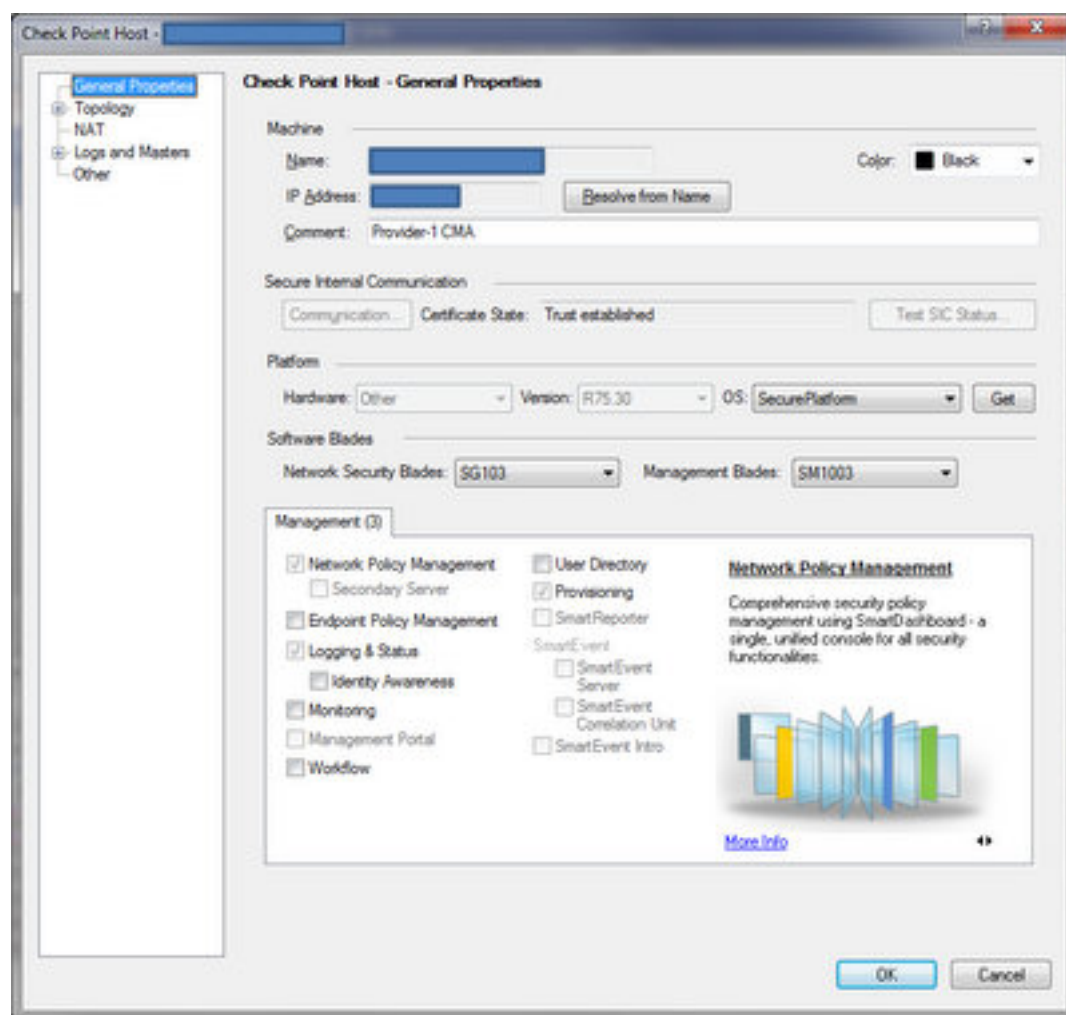 Check Point Host -
General Properties
Topology
NAT
Logs and Masters
Other
Check Point Host - General Properties
Machine
Name:
Color: Black
IP Address:
Resolve from Name
Comment: Provider-1 CMA
Secure Internal Communication
Communication... Certificate State: Trust established Test SIC Status...
Platform
Hardware: Other Version: R75.30 OS: SecurePlatform Get
Software Blades
Network Security Blades: SG103 Management Blades: SM1003
Management (3)
Network Policy Management
Secondary Server
Endpoint Policy Management
Logging & Status
Identity Awareness
Monitoring
Management Portal
Workflow
User Directory
Provisioning
SmartReporter
SmartEvent
SmartEvent
Server
SmartEvent
Correlation Unit
SmartEvent Intro
Network Policy Management
Comprehensive security policy
management using SmartDashboard - a
single, unified console for all security
functionalities.
More Info
OK
Cancel